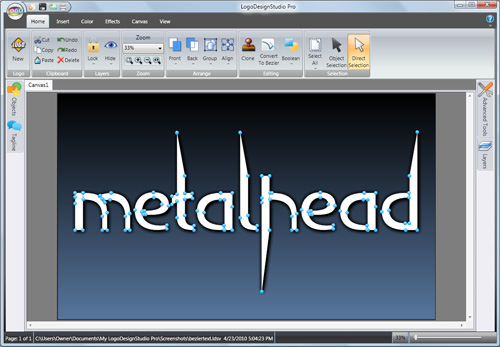 LogoDesignStudio Pro
Home Insert Color Effects Canvas View
Cut Undo
Copy Redo
Paste Delete
Zoom
33%
New
Lock Hide
Front Back Group Align
Clone Convert To Bezier Boolean
Select All Object Selection Direct Selection
Logo Clipboard Layers Zoom Arrange Editing Selection
Canvas1
Objects
Tagline
Advanced Tools
Layers
metalhead
Page: 1 of 1 C:\Users\Owner\Documents\My LogoDesignStudio Pro\Screenshots\beziertext.ldsv 4/23/2010 5:04:23 PM 33%